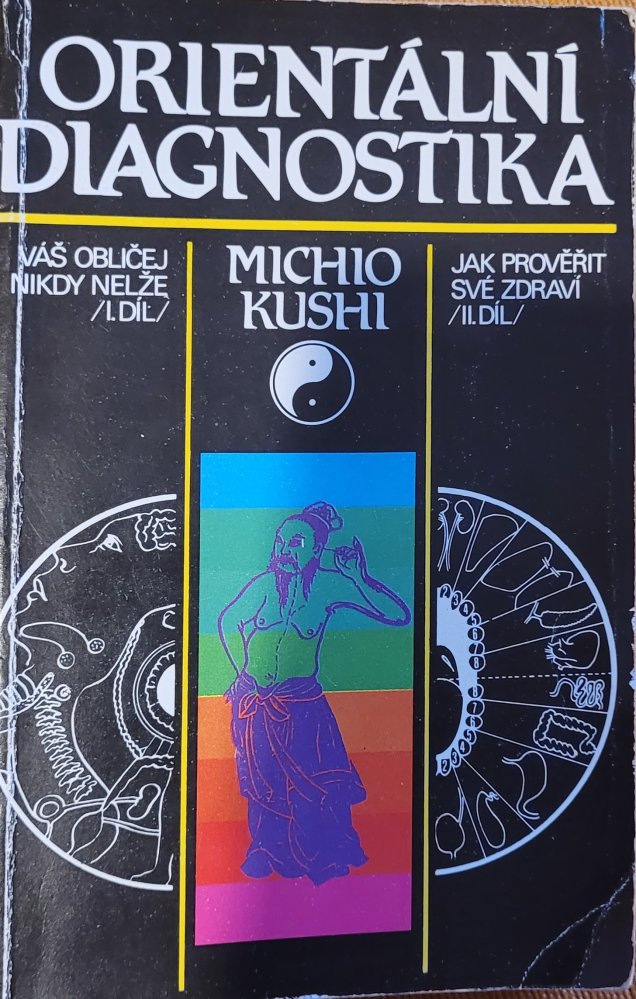 ORIENTÁLNÍ
DIAGNOSTIKA
VÁŠ OBLIČEJ
NIKDY NELŽE
/I. DÍL/
MICHIO
KUSHI
JAK PROVĚŘIT
SVÉ ZDRAVÍ
/II. DÍL/